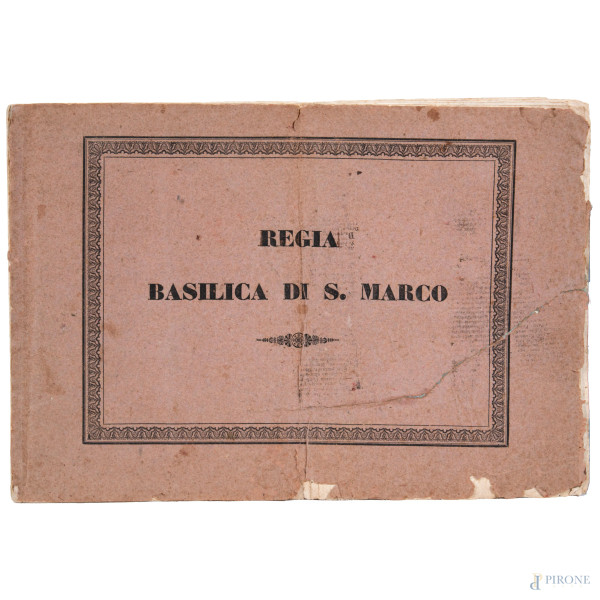 REGIA
BASILICA DI S. MARCO
PIRONE